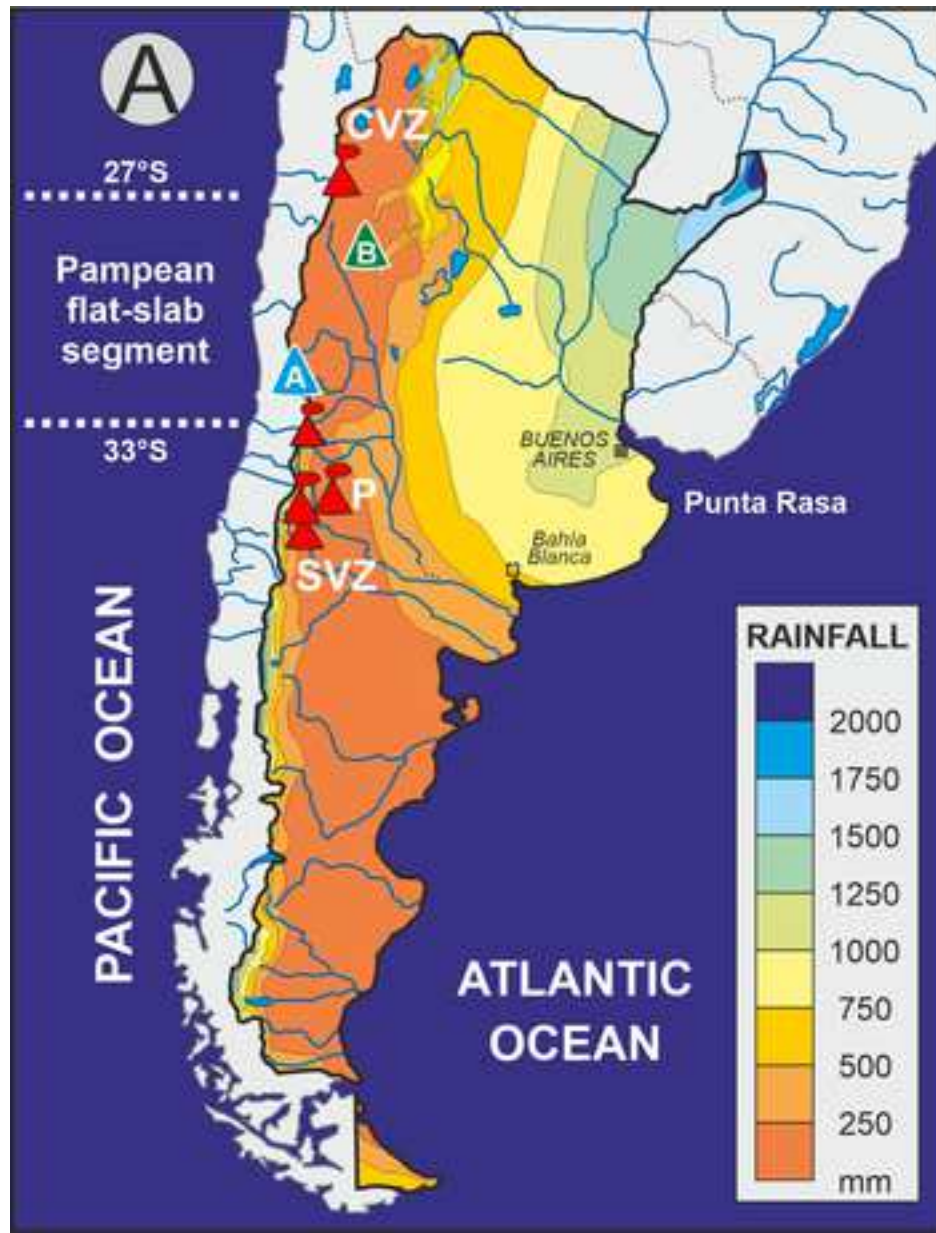 A
CVZ
27°S
Pampean
flat-slab
segment
B
A
33°S
BUENOS
AIRES
P
Punta Rasa
Bahía
Blanca
SVZ
PACIFIC OCEAN
ATLANTIC
OCEAN
RAINFALL
2000
1750
1500
1250
1000
750
500
250
mm